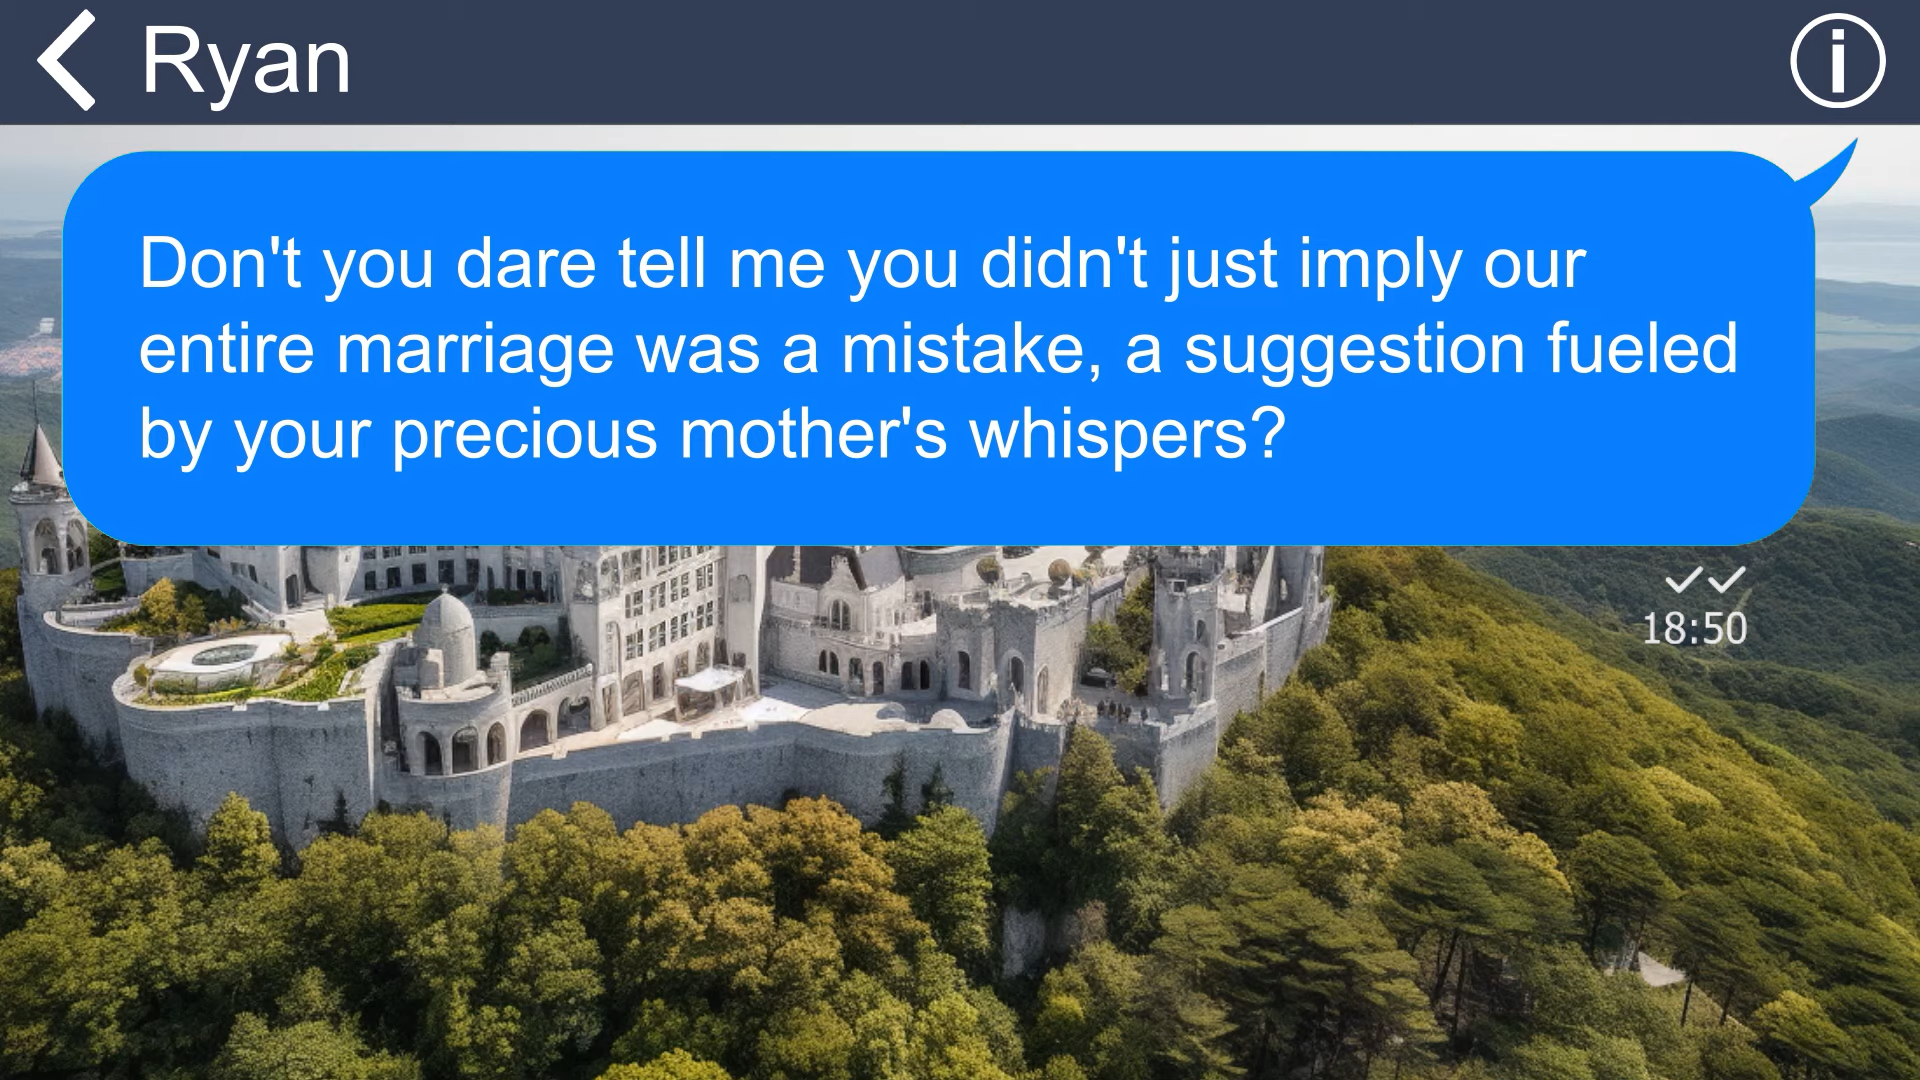 Ryan
Don't you dare tell me you didn't just imply our
entire marriage was a mistake, a suggestion fueled
by your precious mother's whispers?
18:50